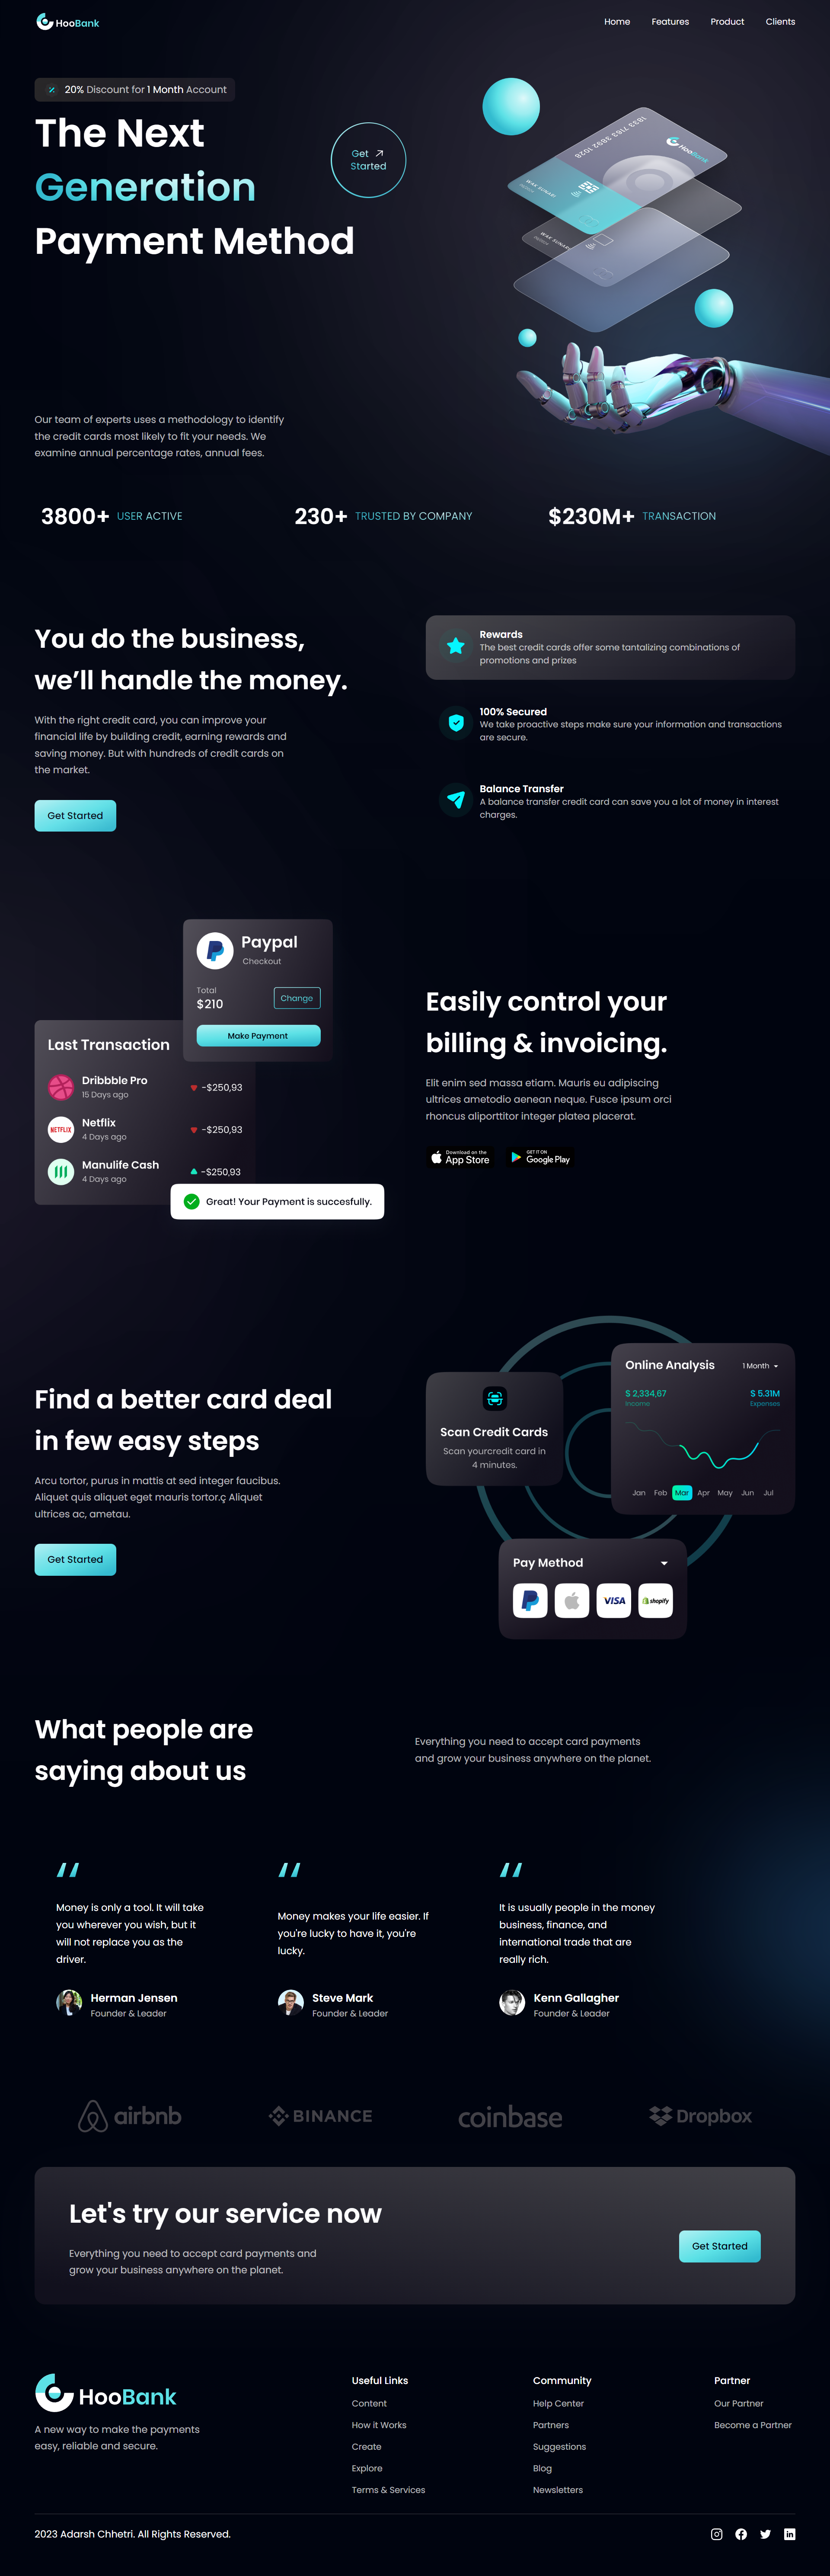 HooBank
Home
Features
Product
Clients
20% Discount for 1 Month Account
The Next
Generation
Payment Method
Get
Started
HooBank
Our team of experts uses a methodology to identify
the credit cards most likely to fit your needs. We
examine annual percentage rates, annual fees.
3800+ USER ACTIVE
230+ TRUSTED BY COMPANY
$230M+ TRANSACTION
You do the business,
we’ll handle the money.
With the right credit card, you can improve your
financial life by building credit, earning rewards and
saving money. But with hundreds of credit cards on
the market.
Get Started
Rewards
The best credit cards offer some tantalizing combinations of
promotions and prizes
100% Secured
We take proactive steps make sure your information and transactions
are secure.
Balance Transfer
A balance transfer credit card can save you a lot of money in interest
charges.
Paypal
Checkout
Total
$210
Change
Make Payment
Last Transaction
Dribbble Pro
15 Days ago
-$250,93
NETFLIX
Netflix
4 Days ago
-$250,93
Manulife Cash
4 Days ago
-$250,93
Great! Your Payment is succesfully.
Easily control your
billing & invoicing.
Elit enim sed massa etiam. Mauris eu adipiscing
ultrices ametodio aenean neque. Fusce ipsum orci
rhoncus aliporttitor integer platea placerat.
Download on the
App Store
GET IT ON
Google Play
Find a better card deal
in few easy steps
Arcu tortor, purus in mattis at sed integer faucibus.
Aliquet quis aliquet eget mauris tortor.ç Aliquet
ultrices ac, ametau.
Get Started
Scan Credit Cards
Scan yourcredit card in
4 minutes.
Online Analysis
1 Month
$ 2,334,67
Income
$ 5.31M
Expenses
Jan Feb Mar Apr May Jun Jul
Pay Method
VISA
shopify
What people are
saying about us
Everything you need to accept card payments
and grow your business anywhere on the planet.
Money is only a tool. It will take
you wherever you wish, but it
will not replace you as the
driver.
Herman Jensen
Founder & Leader
Money makes your life easier. If
you're lucky to have it, you're
lucky.
Steve Mark
Founder & Leader
It is usually people in the money
business, finance, and
international trade that are
really rich.
Kenn Gallagher
Founder & Leader
airbnb
BINANCE
coinbase
Dropbox
Let's try our service now
Everything you need to accept card payments and
grow your business anywhere on the planet.
Get Started
HooBank
A new way to make the payments
easy, reliable and secure.
Useful Links
Content
How it Works
Create
Explore
Terms & Services
Community
Help Center
Partners
Suggestions
Blog
Newsletters
Partner
Our Partner
Become a Partner
2023 Adarsh Chhetri. All Rights Reserved.